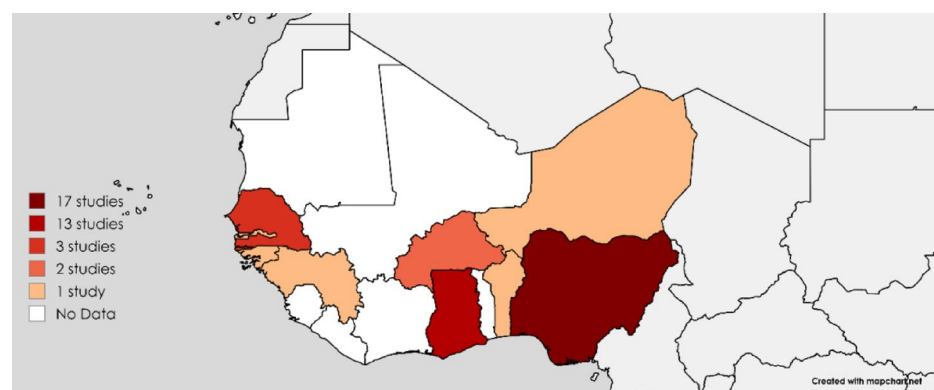 17 studies
13 studies
3 studies
2 studies
1 study
No Data
Created with mapchart.net